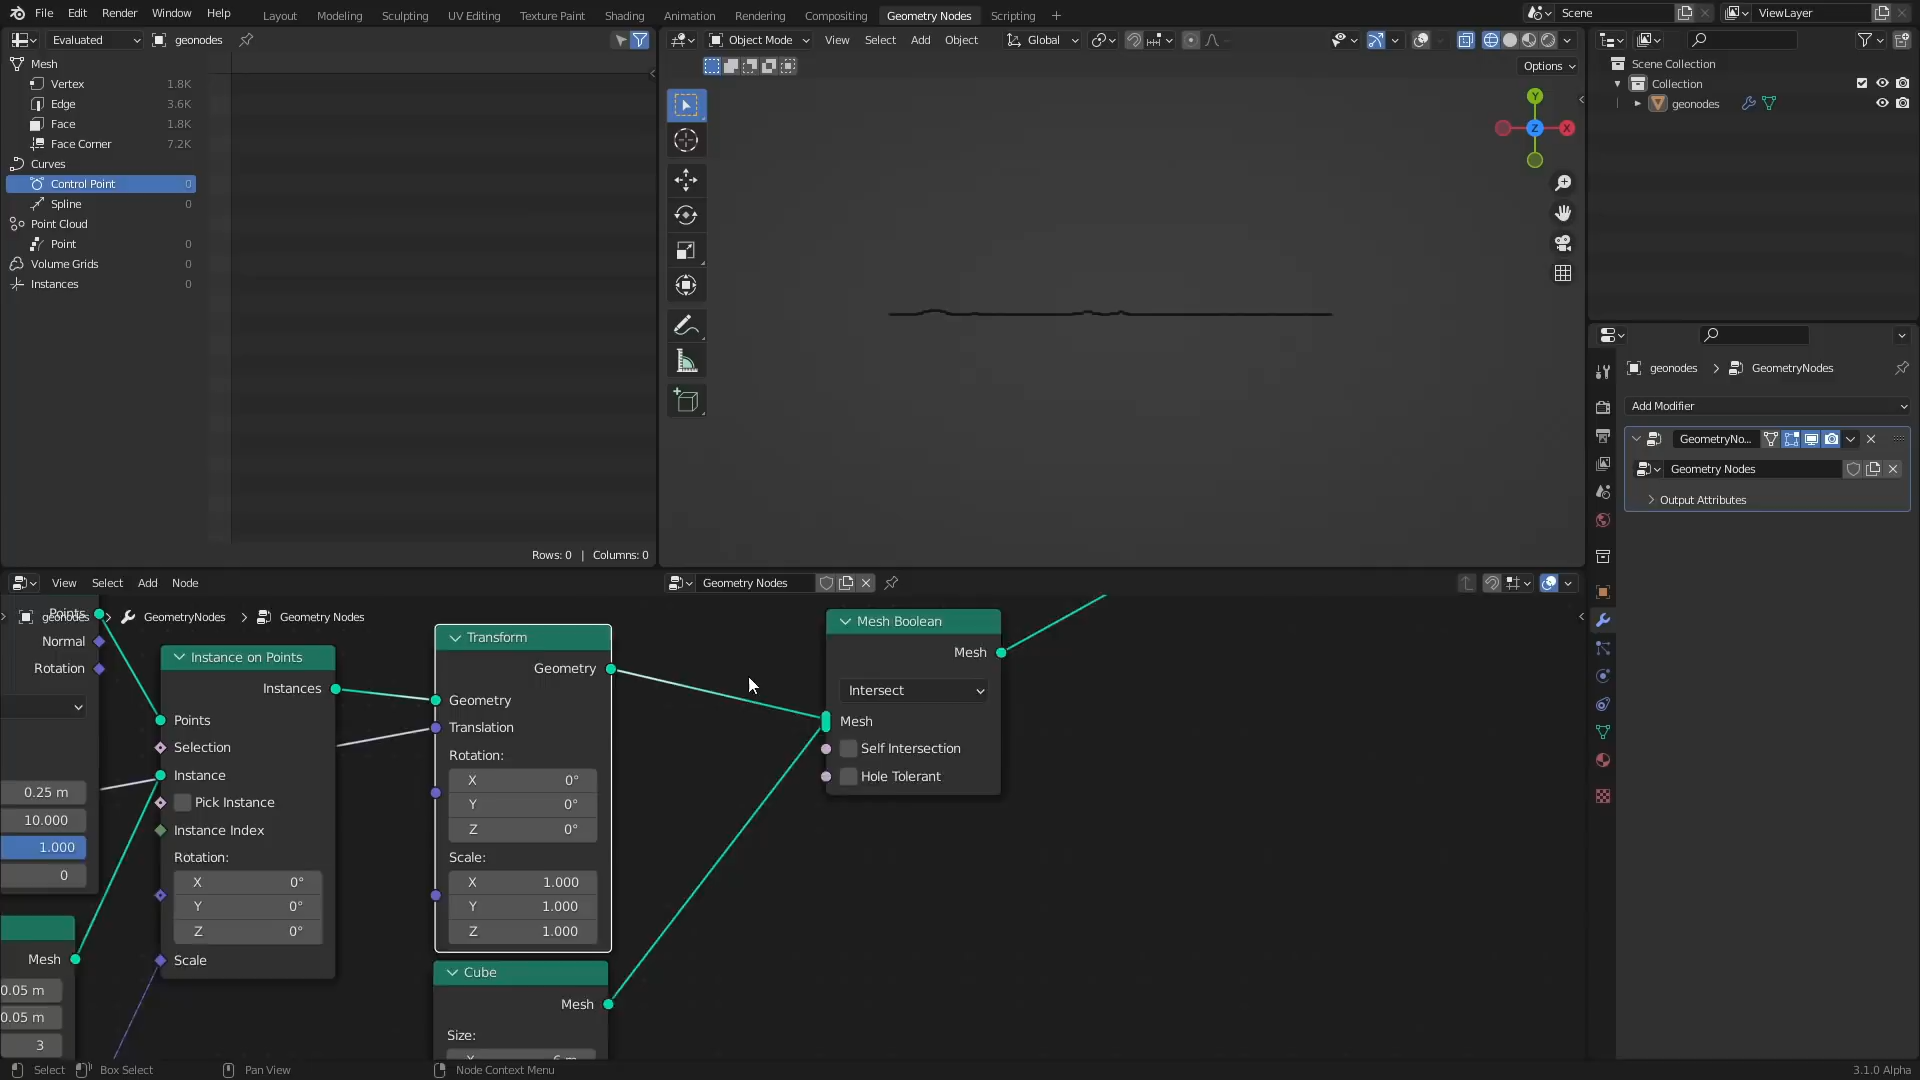 File Edit Render Window Help
Layout Modeling Sculpting UV Editing Texture Paint Shading Animation Rendering Compositing Geometry Nodes Scripting +
Scene
ViewLayer
Evaluated
geonodes
Mesh
Vertex 1.8K
Edge 3.6K
Face 1.8K
Face Corner 7.2K
Curves
Control Point 0
Spline 0
Point Cloud
Point 0
Volume Grids 0
Instances 0
Rows: 0 | Columns: 0
Object Mode View Select Add Object Global
Options
Y
Z
X
Scene Collection
Collection
geonodes
geonodes > GeometryNodes
Add Modifier
GeometryNo...
Geometry Nodes
Output Attributes
View Select Add Node
Geometry Nodes
geonodes > GeometryNodes > Geometry Nodes
Points
Normal
Rotation
0.25 m
10.000
1.000
0
Mesh
0.05 m
0.05 m
3
Instance on Points
Instances
Points
Selection
Instance
Pick Instance
Instance Index
Rotation:
X 0°
Y 0°
Z 0°
Scale
Transform
Geometry
Geometry
Translation
Rotation:
X 0°
Y 0°
Z 0°
Scale:
X 1.000
Y 1.000
Z 1.000
Cube
Mesh
Size:
X 6 m
Mesh Boolean
Mesh
Intersect
Mesh
Self Intersection
Hole Tolerant
Select Box Select Pan View Node Context Menu
3.1.0 Alpha